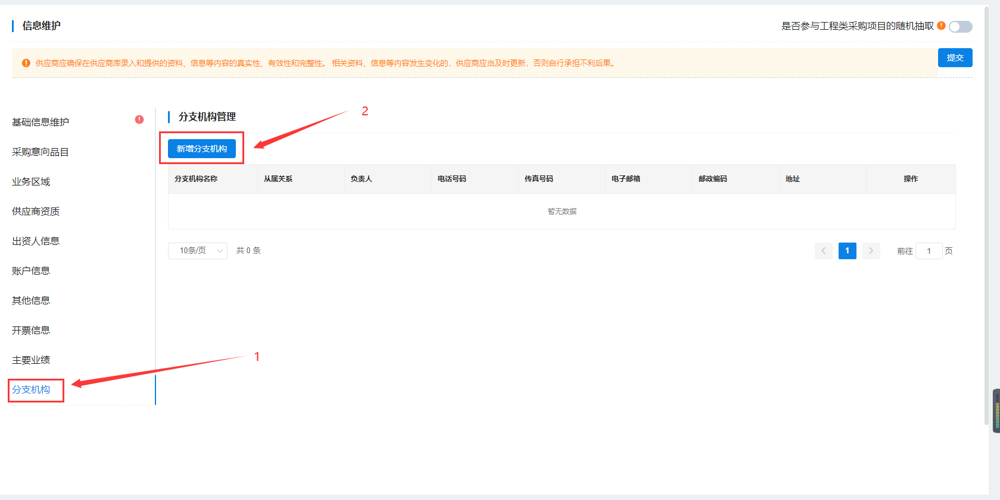 信息维护
是否参与工程类采购项目的随机抽取
供应商应确保在供应商库录入和提供的资料、信息等内容的真实性、有效性和完整性。 相关资料、信息等内容发生变化的，供应商应当及时更新，否则自行承担不利后果。
提交
基础信息维护
采购意向品目
业务区域
供应商资质
出资人信息
账户信息
其他信息
开票信息
主要业绩
分支机构
1
分支机构管理
2
新增分支机构
分支机构名称 从属关系 负责人 电话号码 传真号码 电子邮箱 邮政编码 地址 操作
暂无数据
10条/页 共 0 条 1 前往 1 页